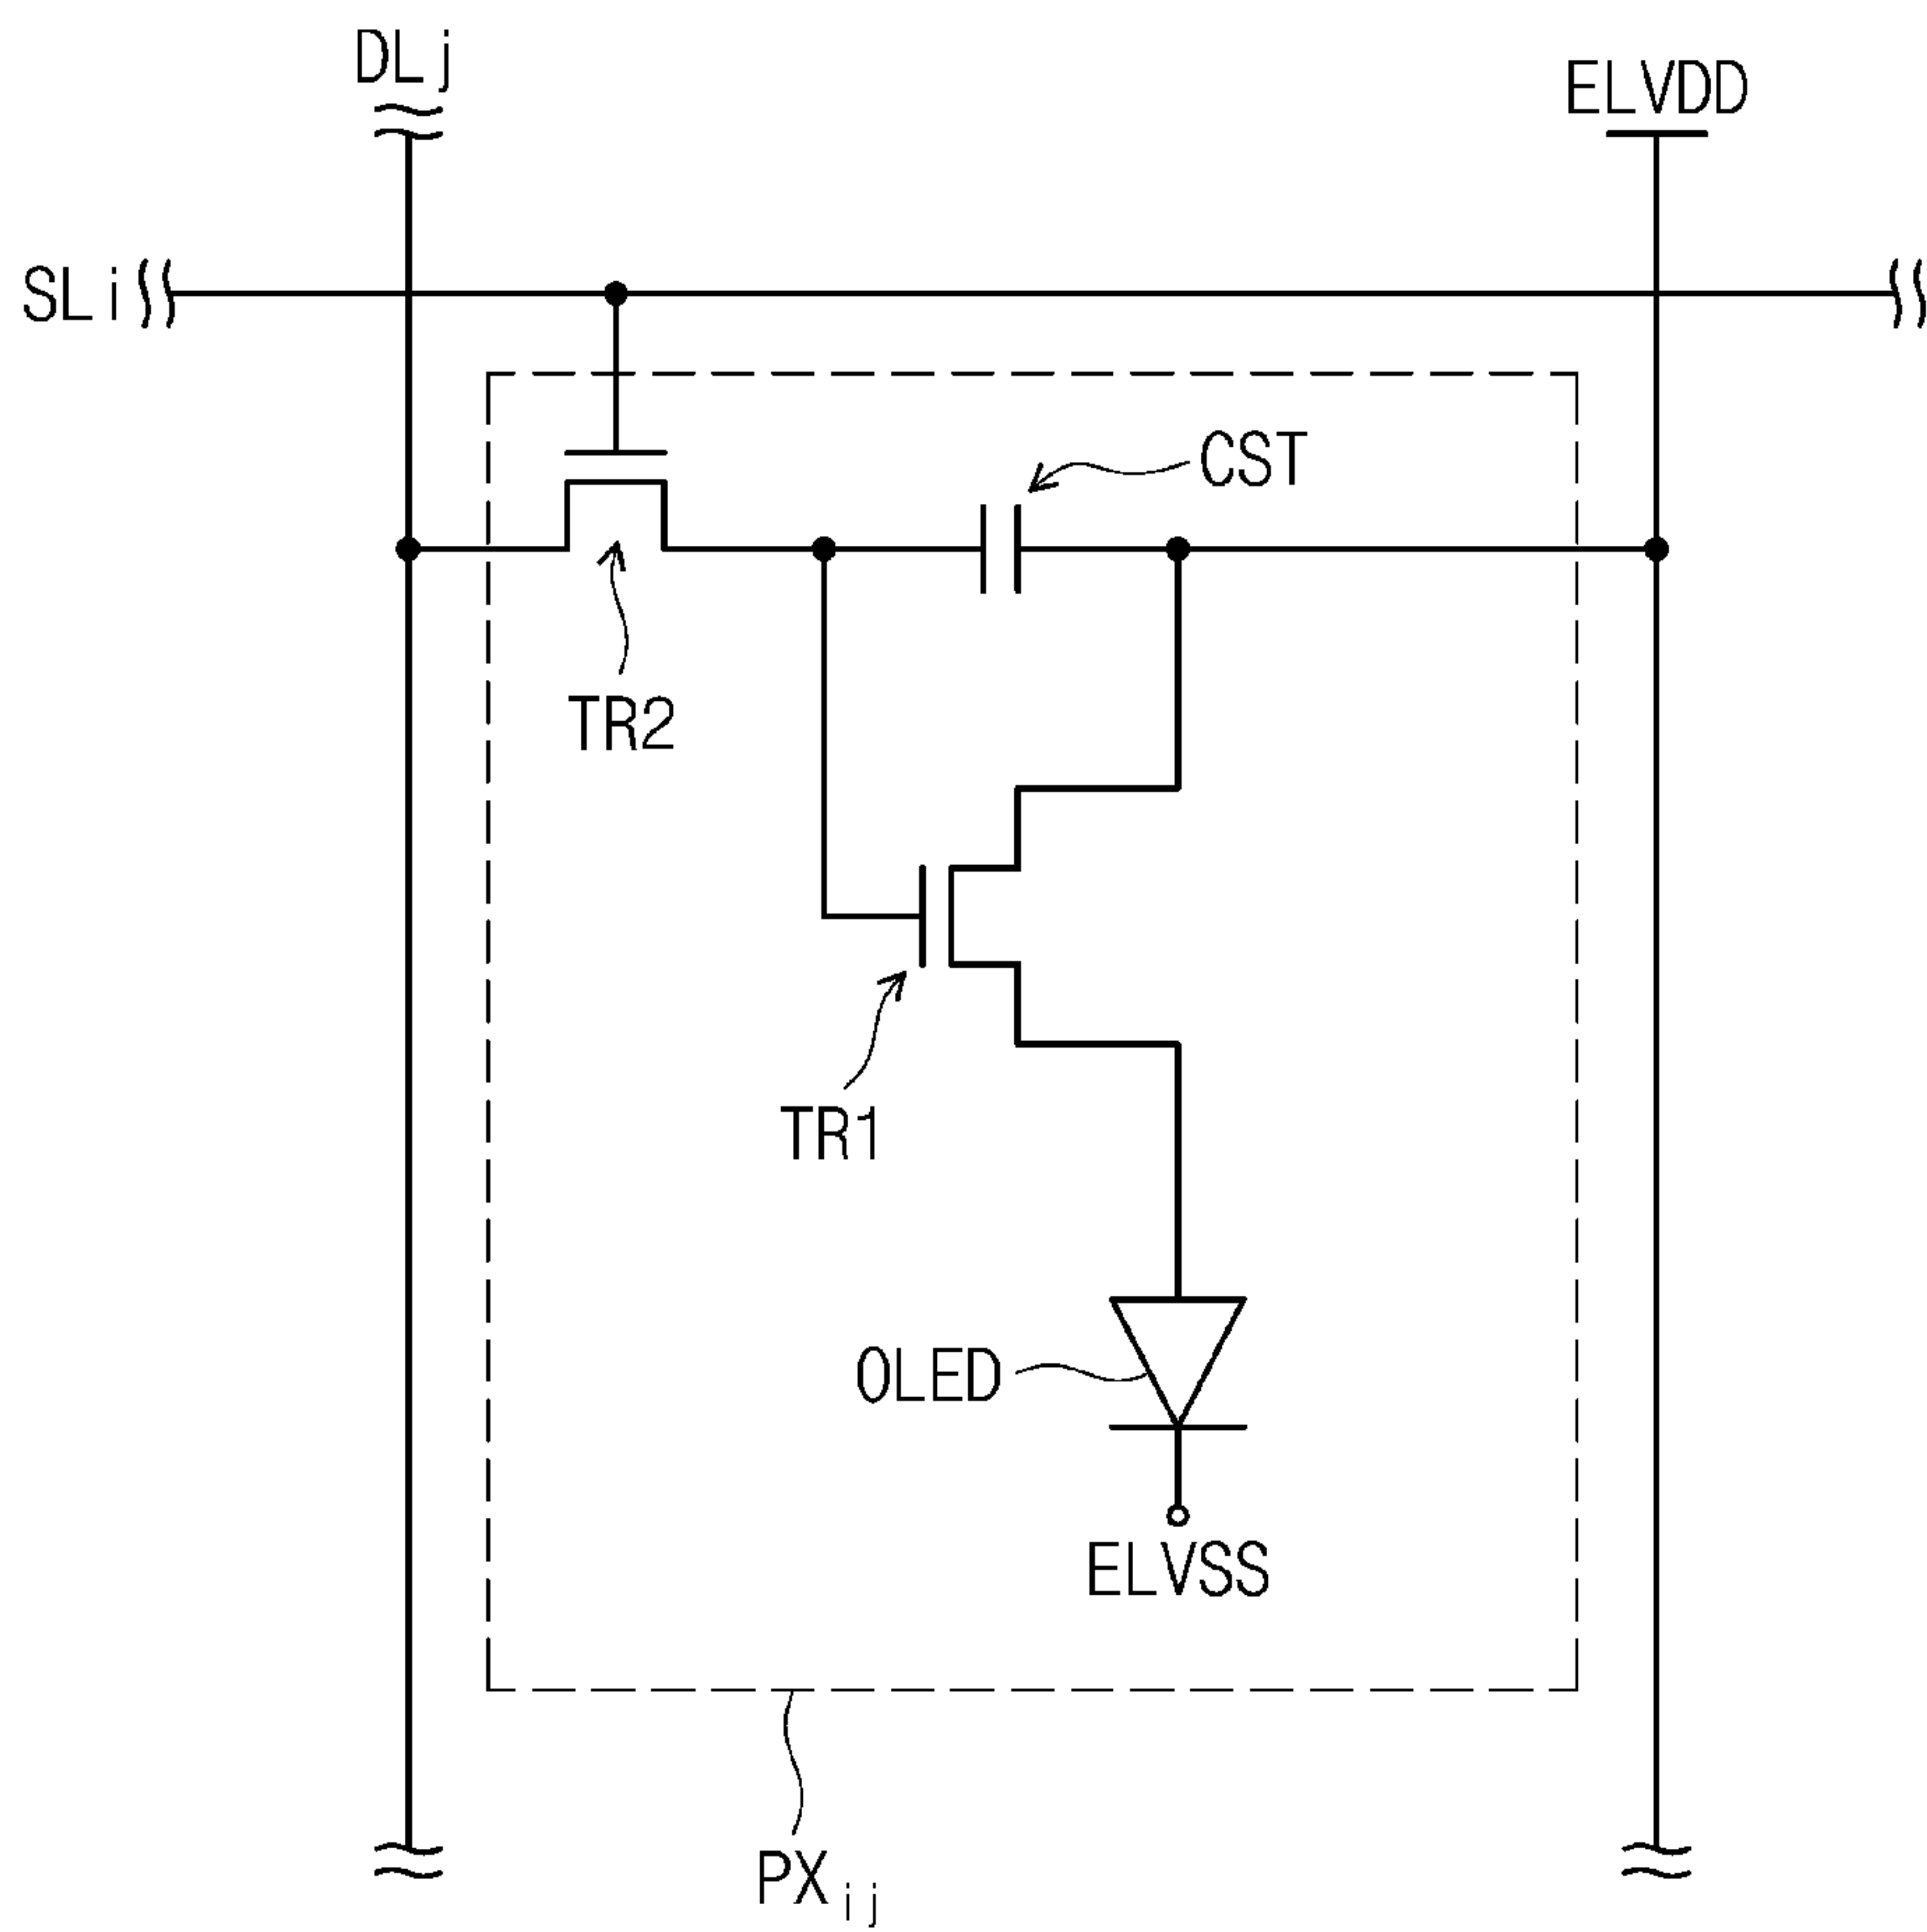 DLj
ELVDD
SLi
CST
TR2
TR1
OLED
ELVSS
PXij